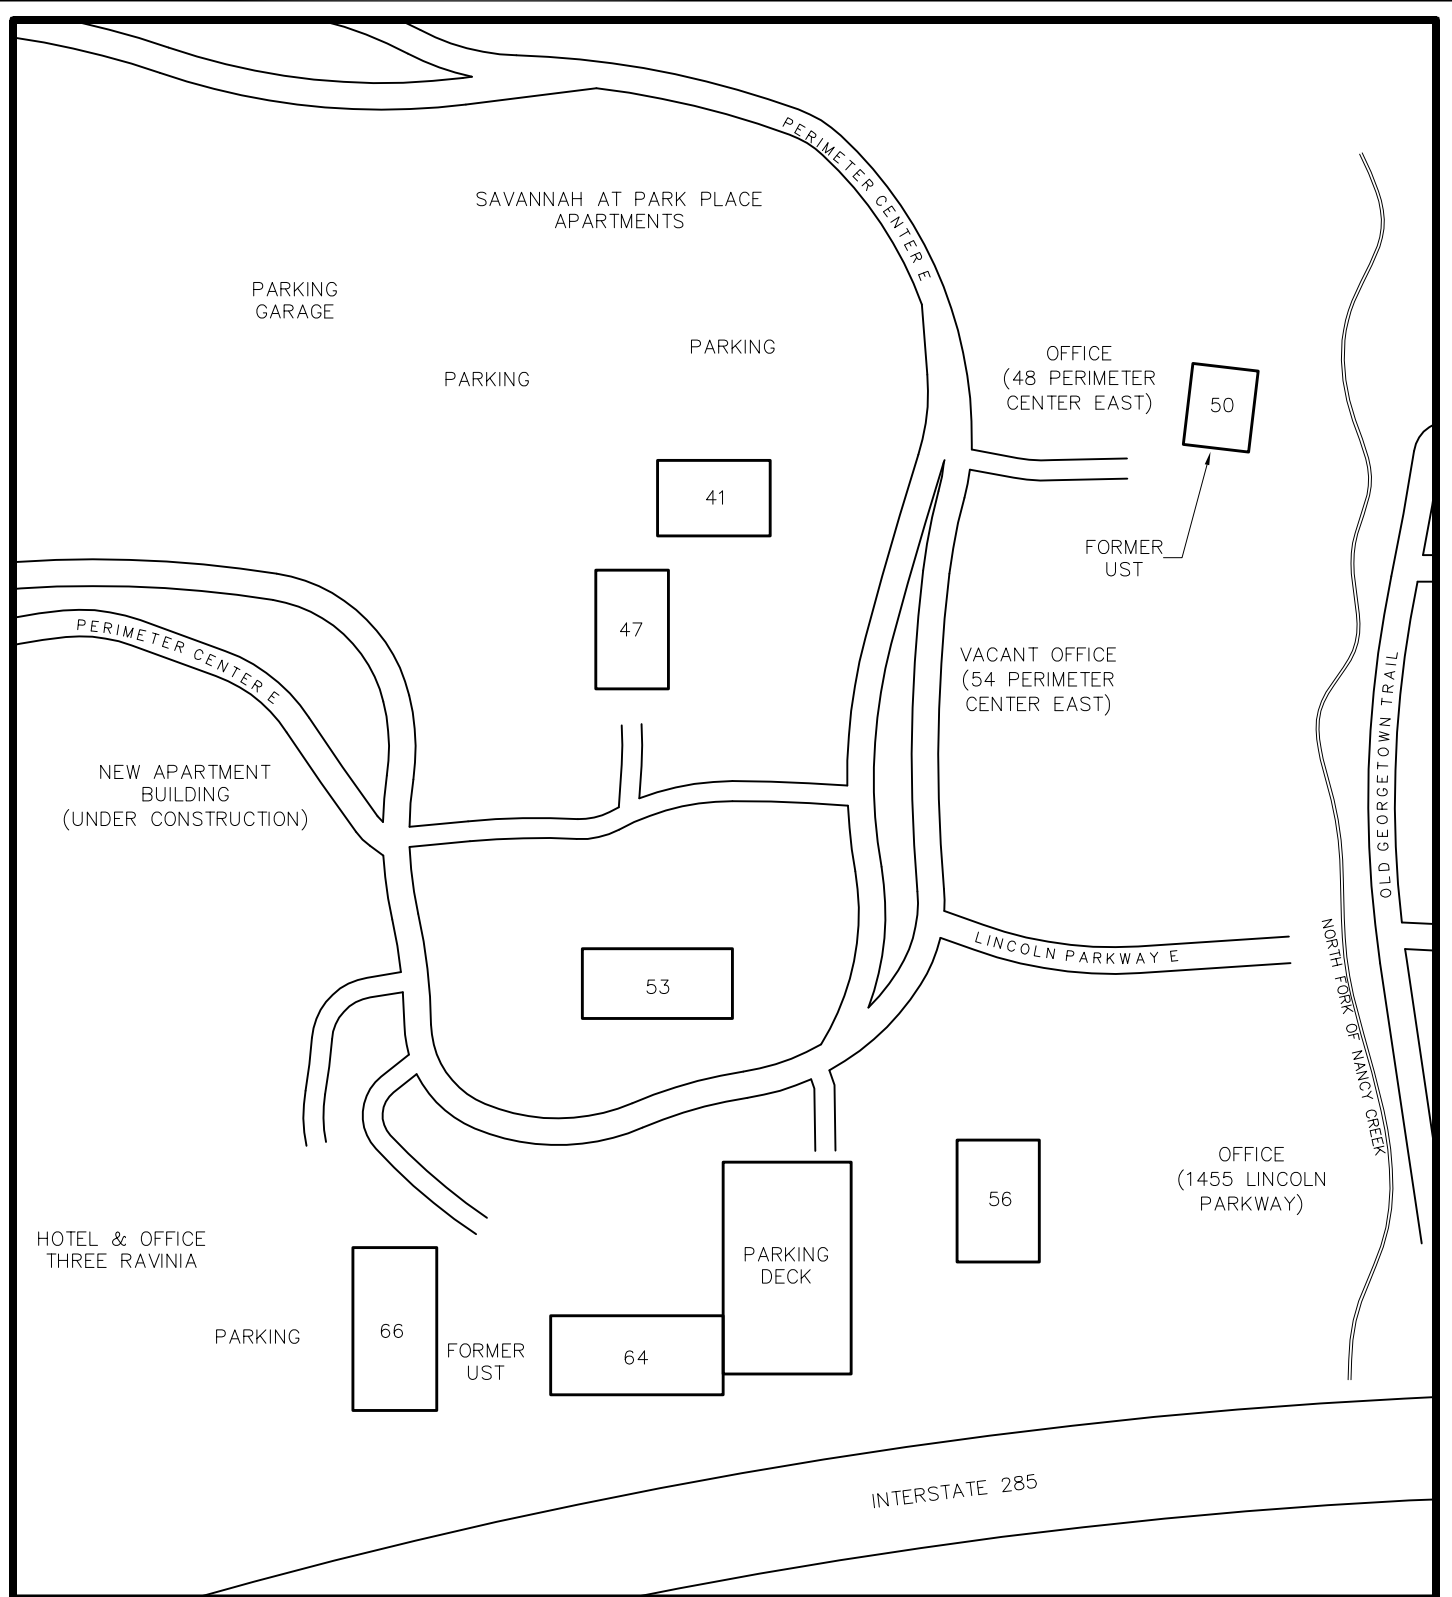 PERIMETER CENTER E
SAVANNAH AT PARK PLACE
APARTMENTS
PARKING
GARAGE
PARKING
PARKING
OFFICE
(48 PERIMETER
CENTER EAST)
50
41
FORMER
UST
47
PERIMETER CENTER E
VACANT OFFICE
(54 PERIMETER
CENTER EAST)
OLD GEORGETOWN TRAIL
NEW APARTMENT
BUILDING
(UNDER CONSTRUCTION)
LINCOLN PARKWAY E
NORTH FORK OF NANCY CREEK
53
OFFICE
(1455 LINCOLN
PARKWAY)
56
HOTEL & OFFICE
THREE RAVINIA
PARKING
DECK
PARKING
66
FORMER
UST
64
INTERSTATE 285